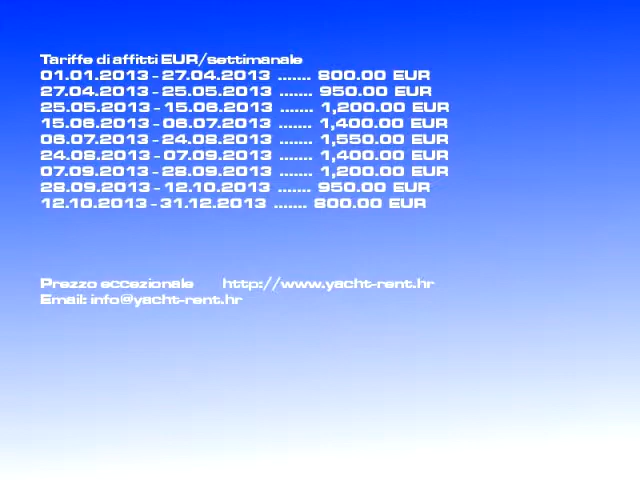 Tariffe di affitti EUR/settimanale
01.01.2013 - 27.04.2013 ....... 800.00 EUR
27.04.2013 - 25.05.2013 ....... 950.00 EUR
25.05.2013 - 15.06.2013 ....... 1,200.00 EUR
15.06.2013 - 06.07.2013 ....... 1,400.00 EUR
06.07.2013 - 24.08.2013 ....... 1,550.00 EUR
24.08.2013 - 07.09.2013 ....... 1,400.00 EUR
07.09.2013 - 28.09.2013 ....... 1,200.00 EUR
28.09.2013 - 12.10.2013 ....... 950.00 EUR
12.10.2013 - 31.12.2013 ....... 800.00 EUR
Prezzo eccezionale http://www.yacht-rent.hr
Email: info@yacht-rent.hr